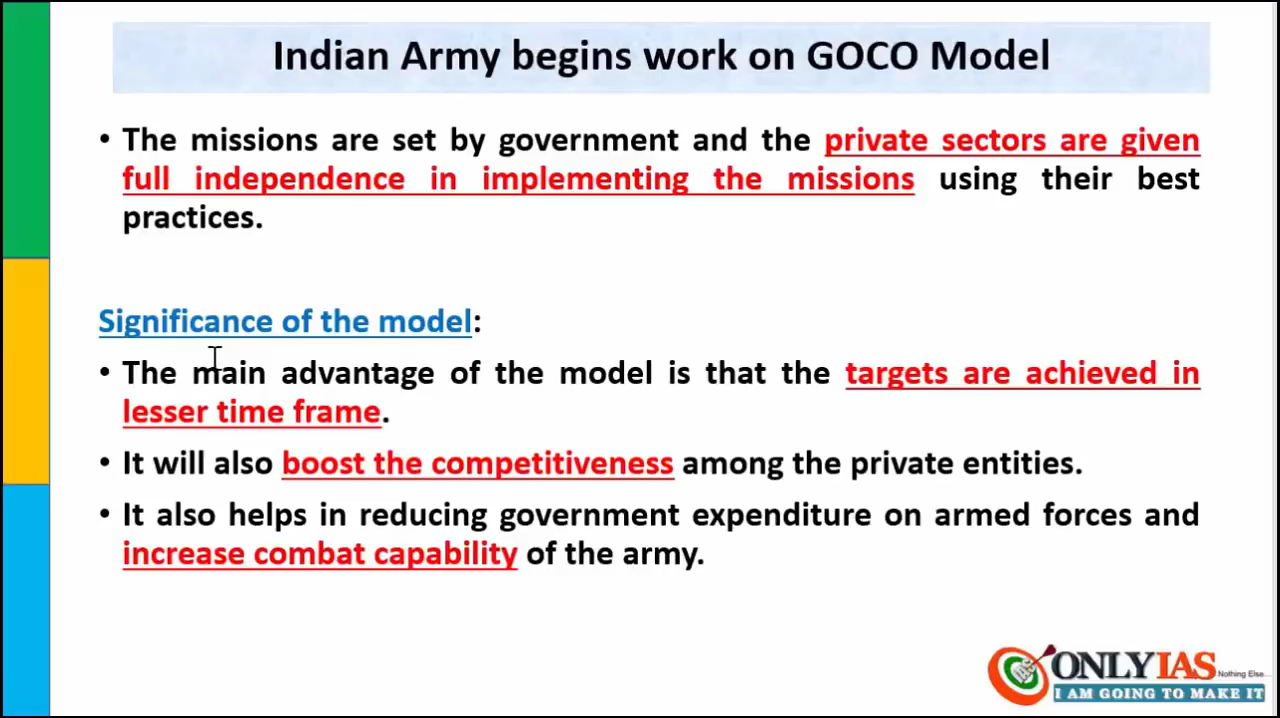 Indian Army begins work on GOCO Model
• The missions are set by government and the private sectors are given
full independence in implementing the missions using their best
practices.
Significance of the model:
• The main advantage of the model is that the targets are achieved in
lesser time frame.
• It will also boost the competitiveness among the private entities.
• It also helps in reducing government expenditure on armed forces and
increase combat capability of the army.
ONLYIAS Nothing Else...
I AM GOING TO MAKE IT